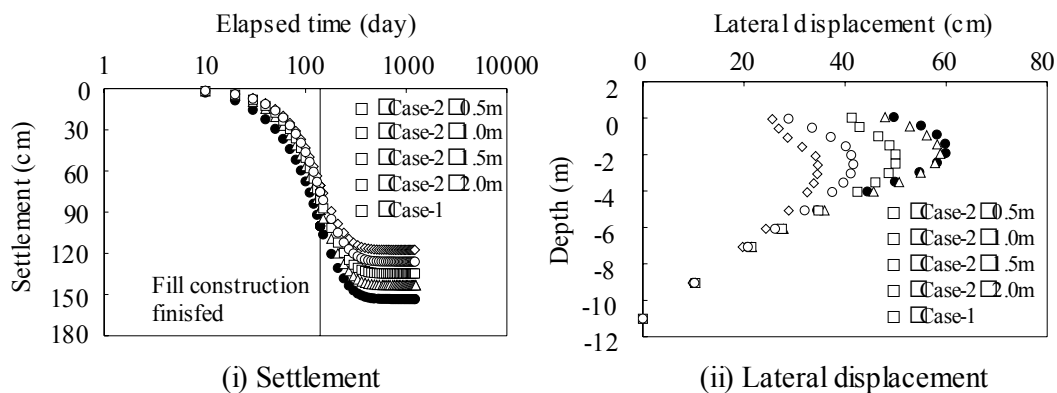 Elapsed time (day)
1 10 100 1000 10000
0
30
60
90
120
150
180
Settlement (cm)
□Case-2 □0.5m
□Case-2 □1.0m
□Case-2 □1.5m
□Case-2 □2.0m
□Case-1
Fill construction
finisfed
(i) Settlement
Lateral displacement (cm)
0 20 40 60 80
2
0
-2
-4
-6
-8
-10
-12
Depth (m)
□Case-2 □0.5m
□Case-2 □1.0m
□Case-2 □1.5m
□Case-2 □2.0m
□Case-1
(ii) Lateral displacement